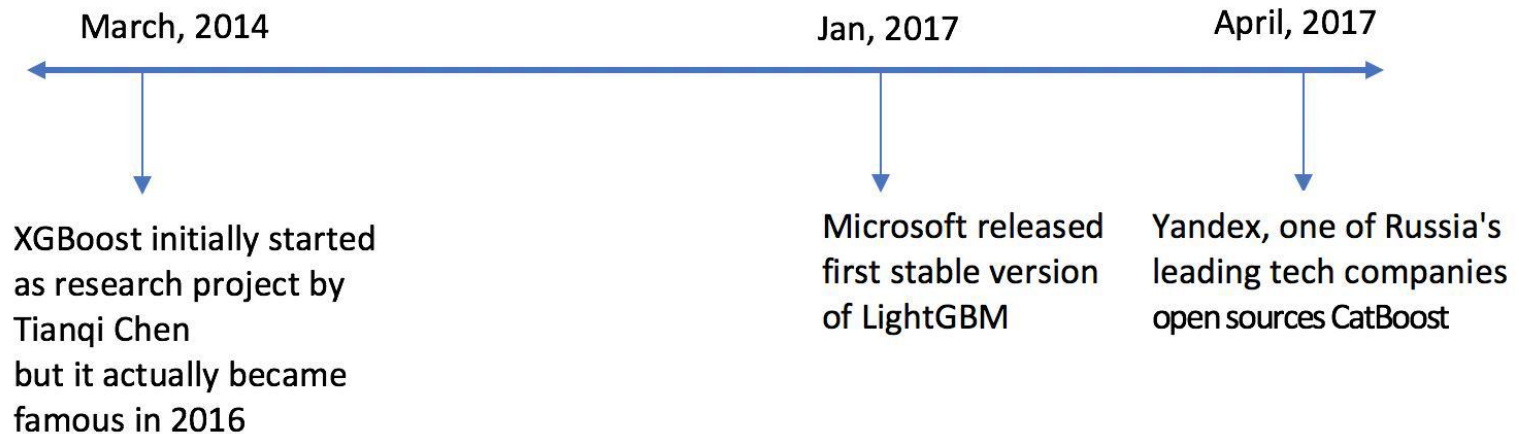 March, 2014
Jan, 2017
April, 2017
XGBoost initially started
as research project by
Tianqi Chen
but it actually became
famous in 2016
Microsoft released
first stable version
of LightGBM
Yandex, one of Russia's
leading tech companies
open sources CatBoost